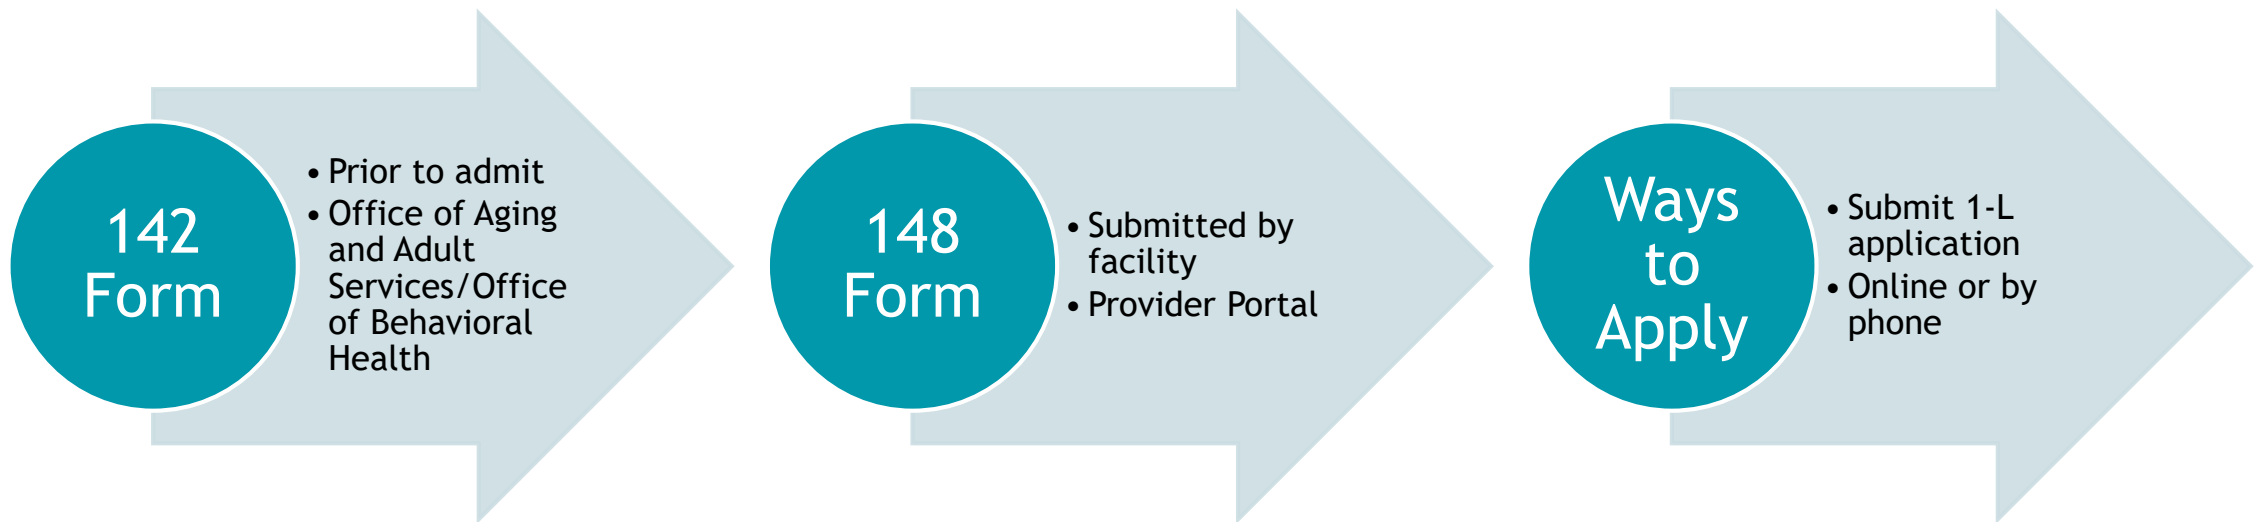 142
Form
• Prior to admit
• Office of Aging
and Adult
Services/Office
of Behavioral
Health
148
Form
• Submitted by
facility
• Provider Portal
Ways
to
Apply
• Submit 1-L
application
• Online or by
phone